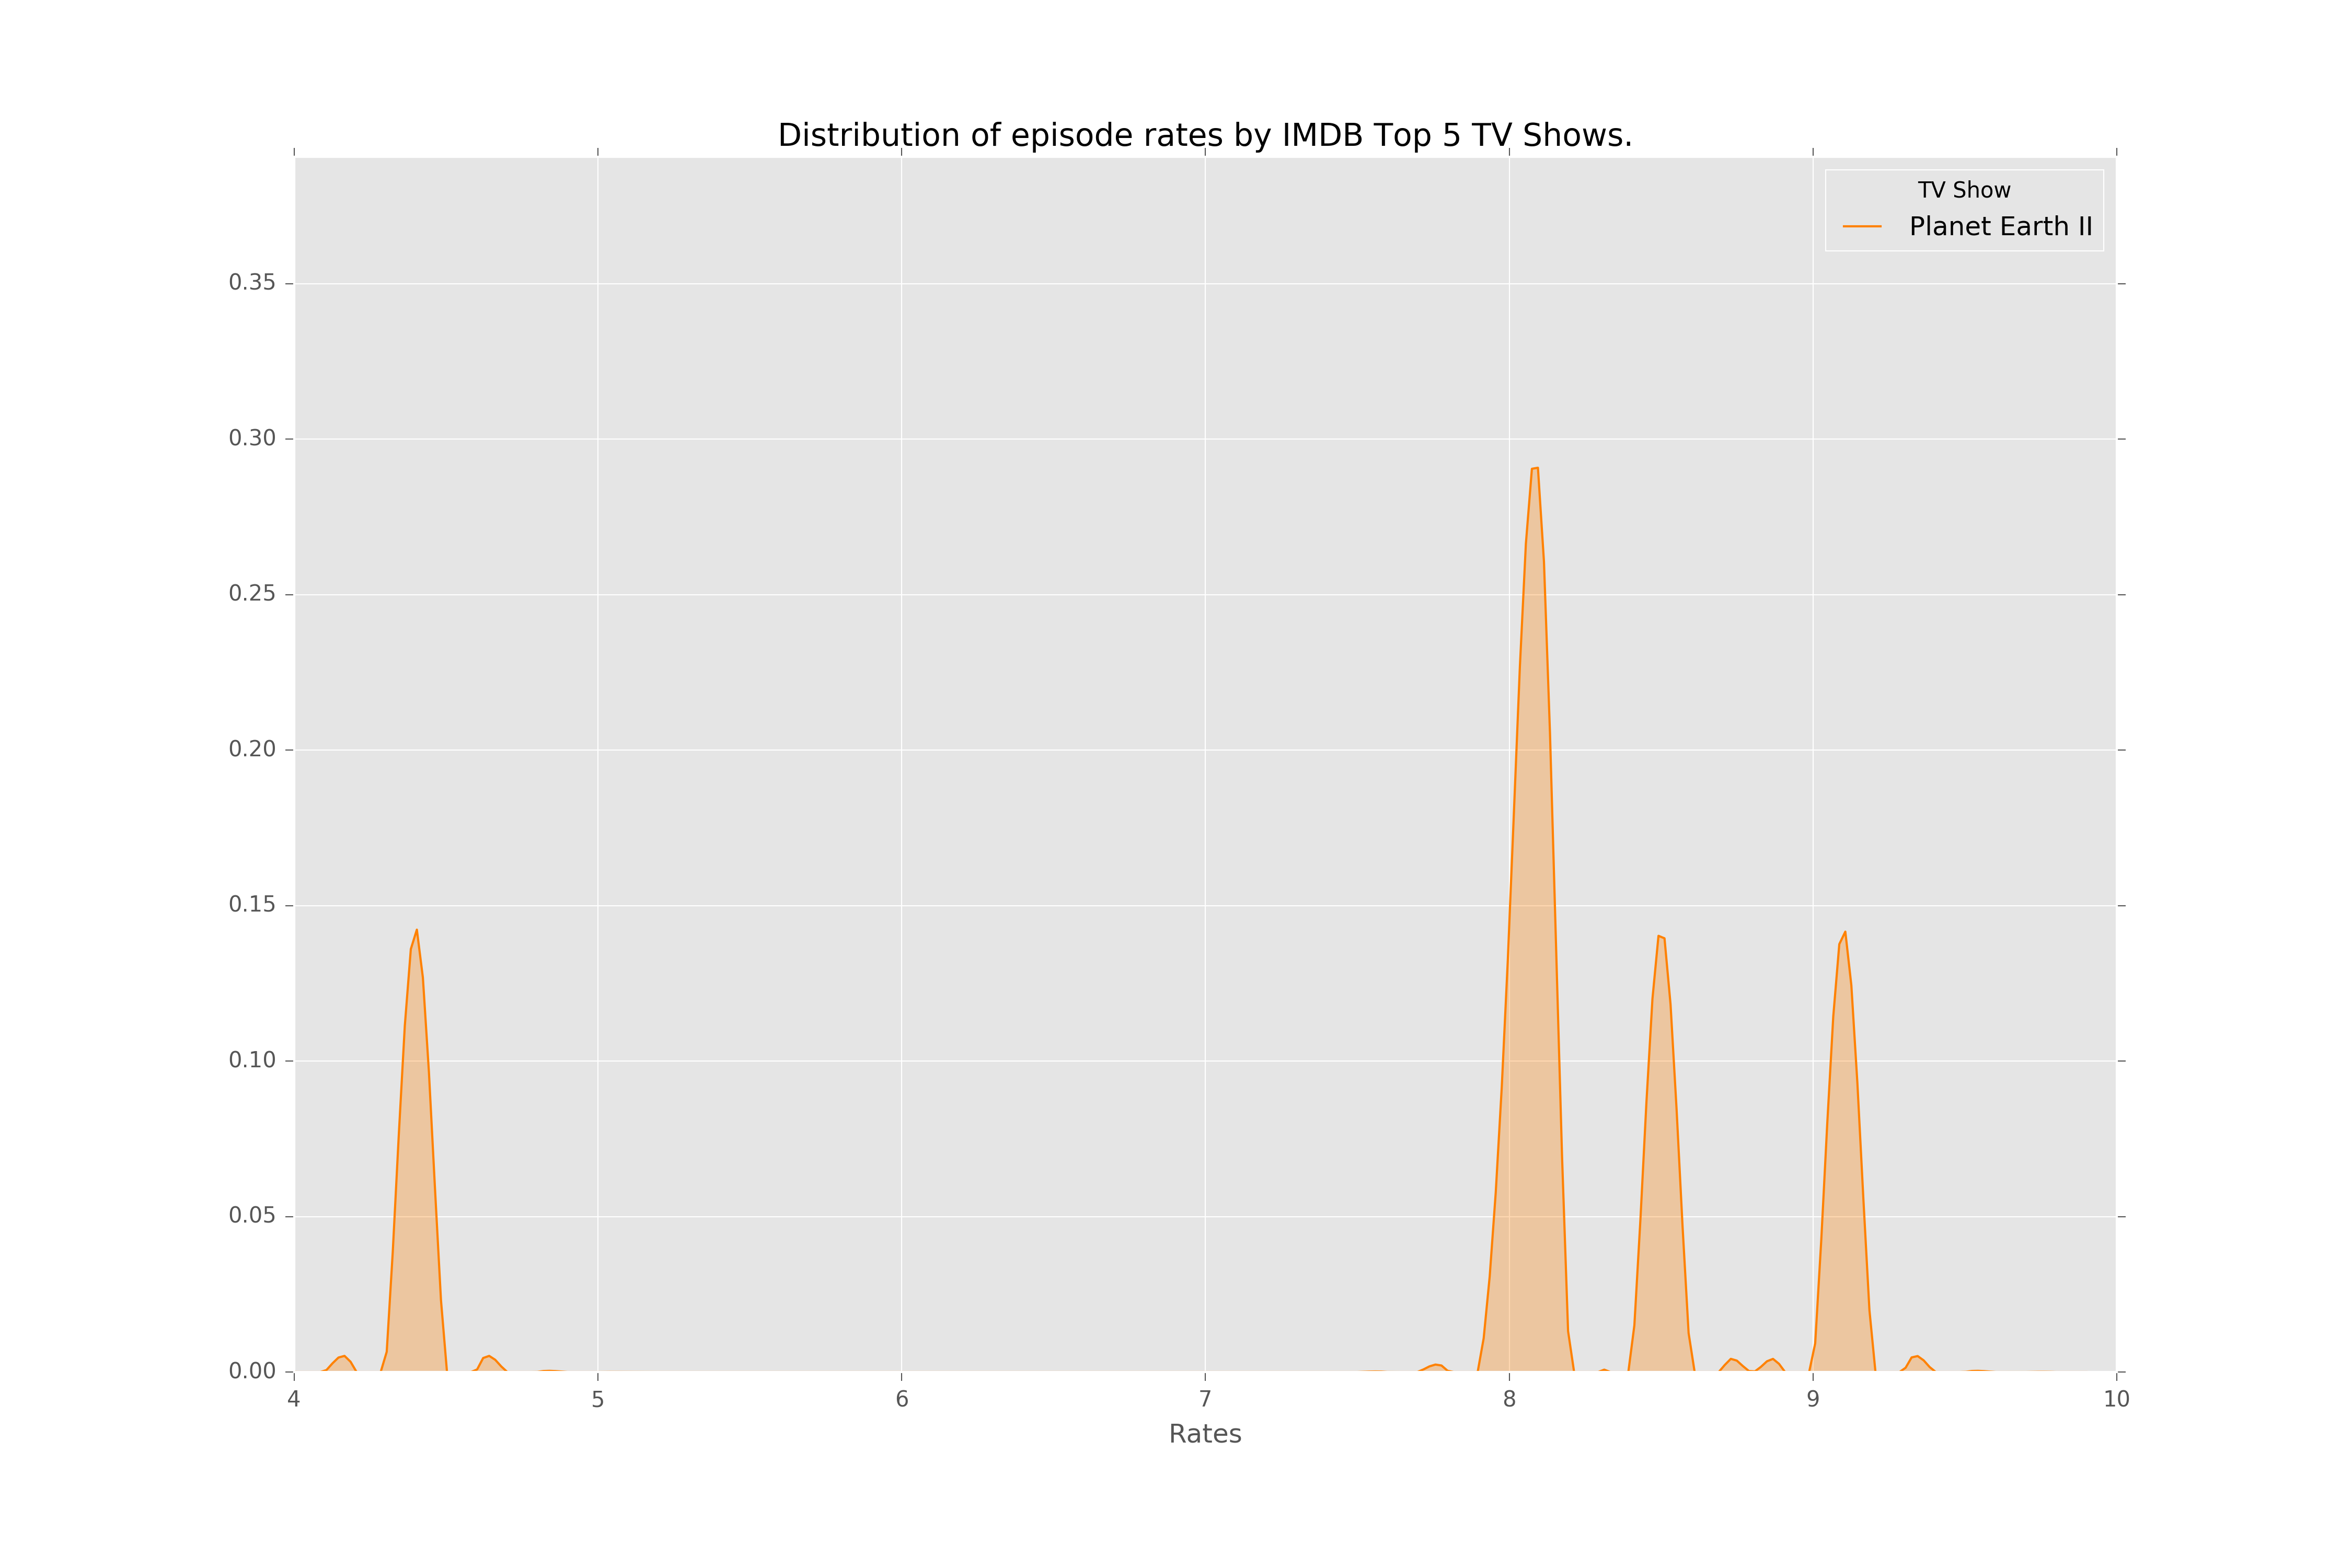 Distribution of episode rates by IMDB Top 5 TV Shows.
TV Show
Planet Earth II
0.35
0.30
0.25
0.20
0.15
0.10
0.05
0.00
4 5 6 7 8 9 10
Rates